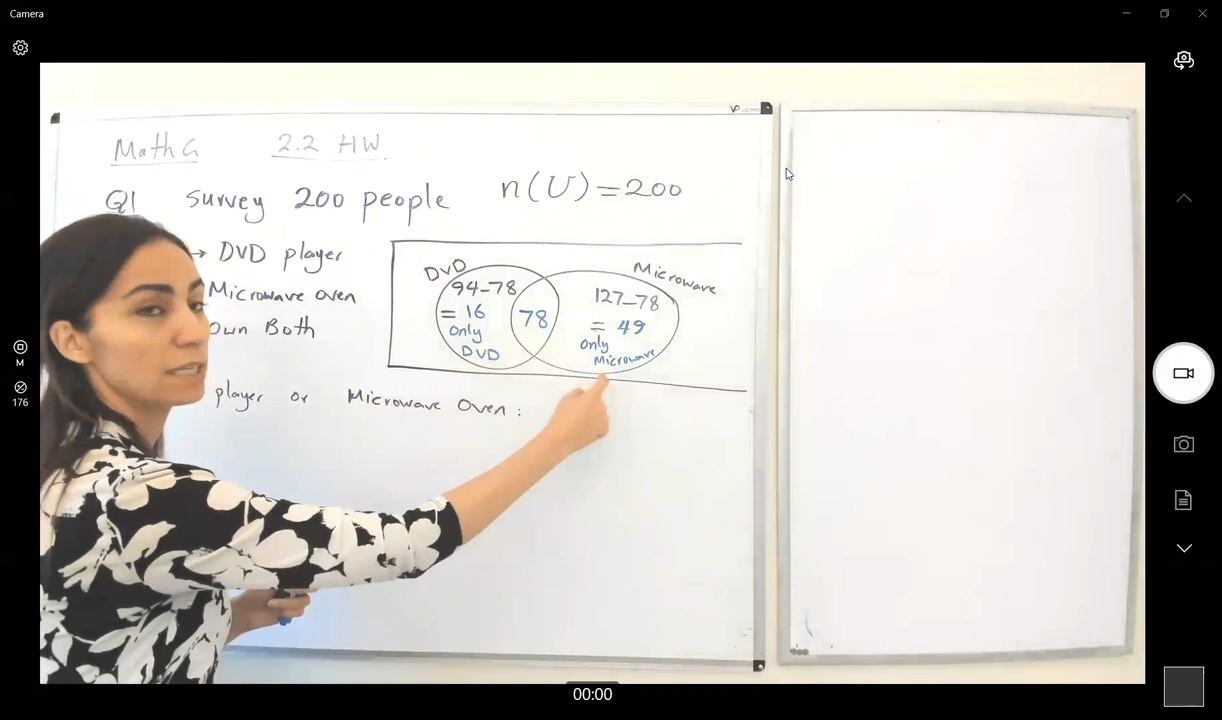 Camera
Math G 2.2 HW
Q1 survey 200 people n(U)=200
→ DVD player
Microwave oven
own Both
DVD
94-78
= 16
only
DVD
78
Microwave
127-78
= 49
only
Microwave
player or Microwave Oven:
M
176
00:00